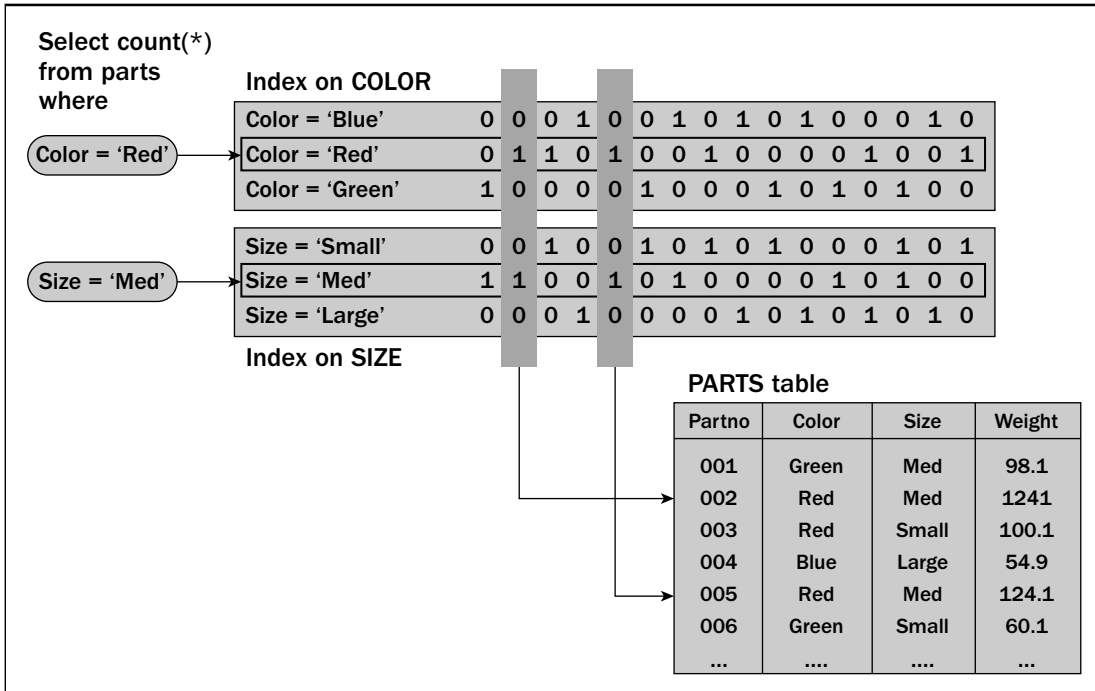 Select count(*)
from parts
where
Index on COLOR
Color = ‘Blue’ 0 0 0 1 0 0 1 0 1 0 1 0 0 0 1 0
Color = ‘Red’
Color = ‘Red’ 0 1 1 0 1 0 0 1 0 0 0 0 1 0 0 1
Color = ‘Green’ 1 0 0 0 0 1 0 0 0 1 0 1 0 1 0 0
Size = ‘Small’ 0 0 1 0 0 1 0 1 0 1 0 0 0 1 0 1
Size = ‘Med’
Size = ‘Med’ 1 1 0 0 1 0 1 0 0 0 0 1 0 1 0 0
Size = ‘Large’ 0 0 0 1 0 0 0 0 1 0 1 0 1 0 1 0
Index on SIZE
PARTS table
Partno Color Size Weight
001 Green Med 98.1
002 Red Med 1241
003 Red Small 100.1
004 Blue Large 54.9
005 Red Med 124.1
006 Green Small 60.1
... .... .... ...